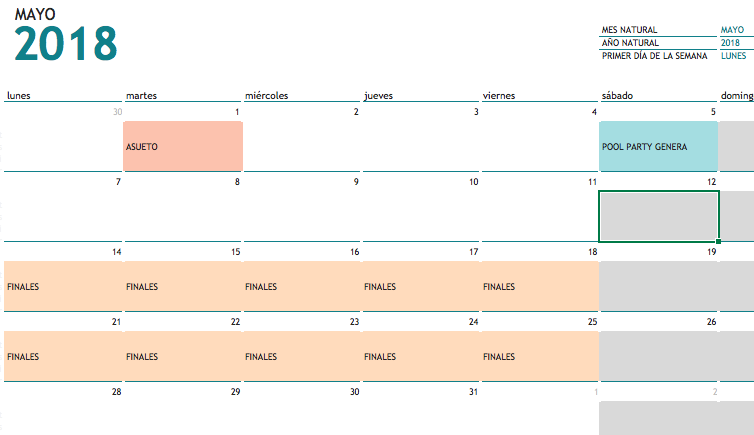 MAYO
2018
MES NATURAL MAYO
AÑO NATURAL 2018
PRIMER DÍA DE LA SEMANA LUNES
lunes martes miércoles jueves viernes sábado doming
30 1 2 3 4 5
ASUETO POOL PARTY GENERA
7 8 9 10 11 12
14 15 16 17 18 19
FINALES FINALES FINALES FINALES FINALES
21 22 23 24 25 26
FINALES FINALES FINALES FINALES FINALES
28 29 30 31 1 2